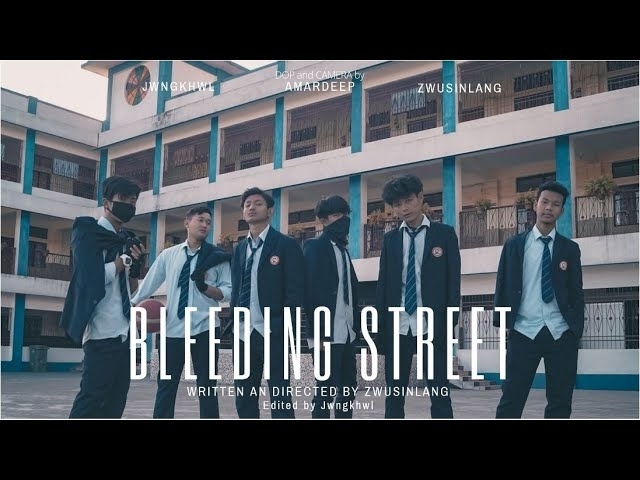 JWNGKHWL
DOP and CAMERA by
AMARDEEP
ZWUSINLANG
BLEEDING STREET
WRITTEN AN DIRECTED BY ZWUSINLANG
Edited by Jwngkhwl